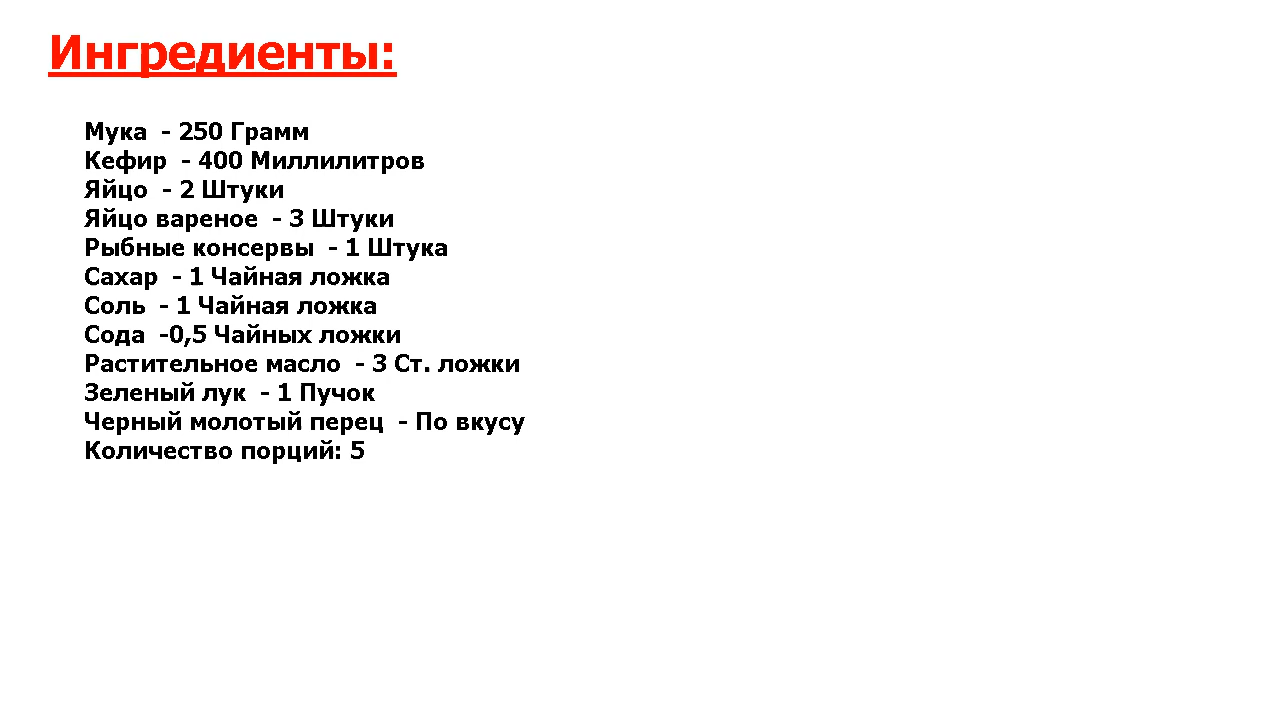 Ингредиенты:
Мука - 250 Грамм
Кефир - 400 Миллилитров
Яйцо - 2 Штуки
Яйцо вареное - 3 Штуки
Рыбные консервы - 1 Штука
Сахар - 1 Чайная ложка
Соль - 1 Чайная ложка
Сода -0,5 Чайных ложки
Растительное масло - 3 Ст. ложки
Зеленый лук - 1 Пучок
Черный молотый перец - По вкусу
Количество порций: 5